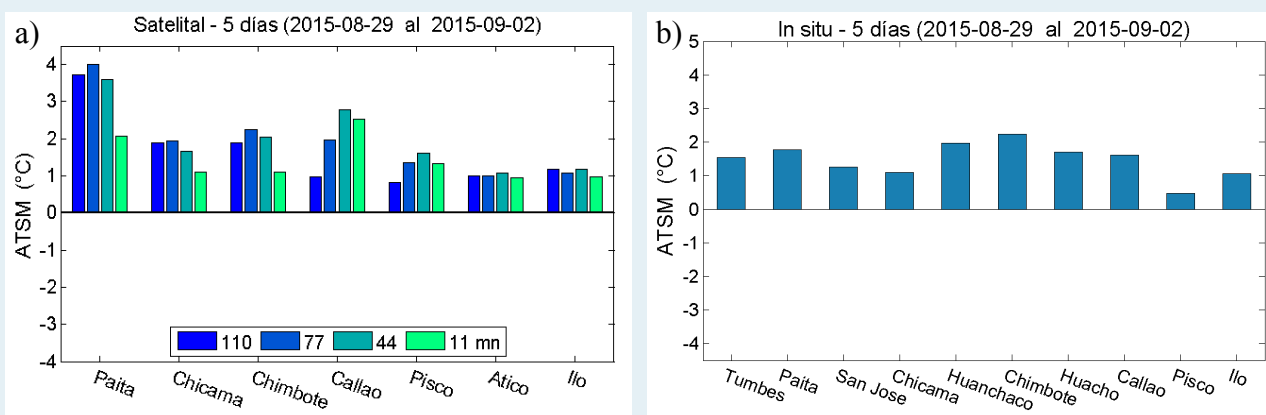 a)
Satelital - 5 días (2015-08-29 al 2015-09-02)
ATSM (°C)
4
3
2
1
0
-1
-2
-3
-4
110 77 44 11 mn
Paita Chicama Chimbote Callao Pisco Atico Ilo
b)
In situ - 5 días (2015-08-29 al 2015-09-02)
ATSM (°C)
5
4
3
2
1
0
-1
-2
-3
-4
Tumbes Paita San Jose Chicama Huanchaco Chimbote Huacho Callao Pisco Ilo